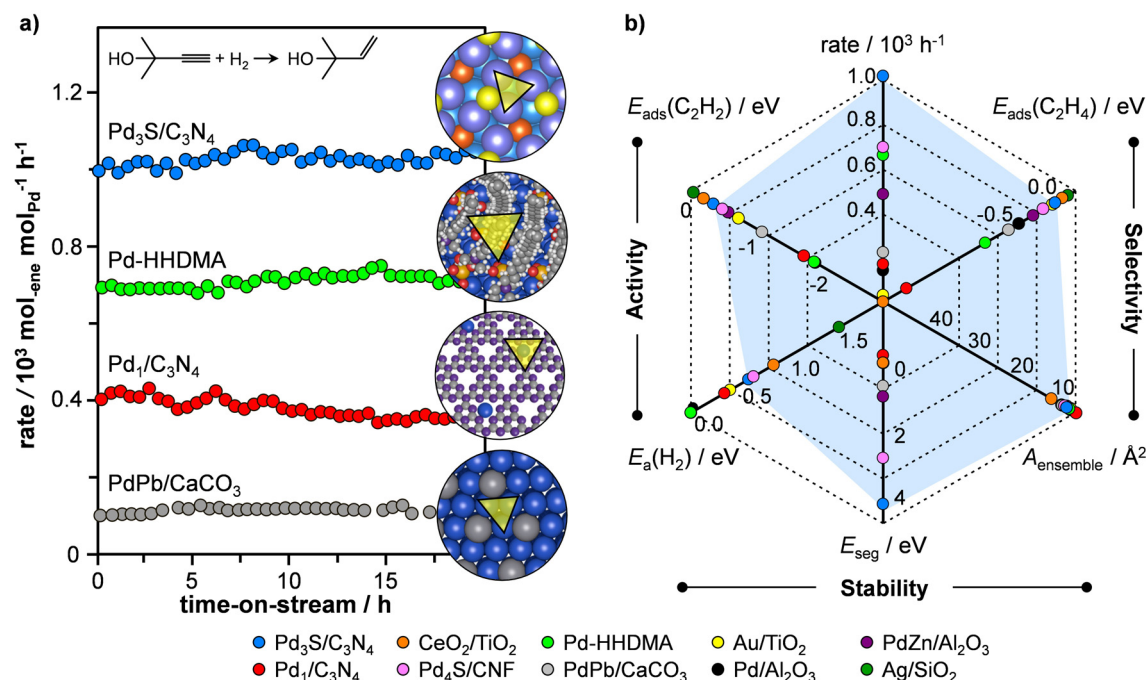 a)
HO
+ H₂
HO
1.2
Pd₃S/C₃N₄
Pd-HHDMA
0.8
Pd₁/C₃N₄
0.4
PdPb/CaCO₃
0
0
5
10
15
rate / 10³ mol-ene molPd⁻¹ h⁻¹
time-on-stream / h
b)
rate / 10³ h⁻¹
1.0
0.8
0.6
0.4
Eads(C₂H₂) / eV
0
-1
-2
Eads(C₂H₄) / eV
0.0
-0.5
Activity
Selectivity
1.5
1.0
0.5
0.0
Ea(H₂) / eV
40
30
20
10
Aensemble / Å²
0
2
4
Eseg / eV
Stability
Pd₃S/C₃N₄
CeO₂/TiO₂
Pd-HHDMA
Au/TiO₂
PdZn/Al₂O₃
Pd₁/C₃N₄
Pd₄S/CNF
PdPb/CaCO₃
Pd/Al₂O₃
Ag/SiO₂